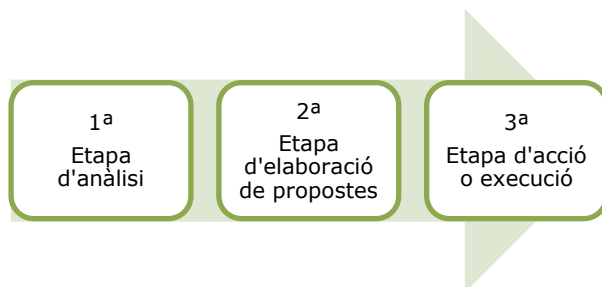 1ª
Etapa
d'anàlisi
2ª
Etapa
d'elaboració
de propostes
3ª
Etapa d'acció
o execució